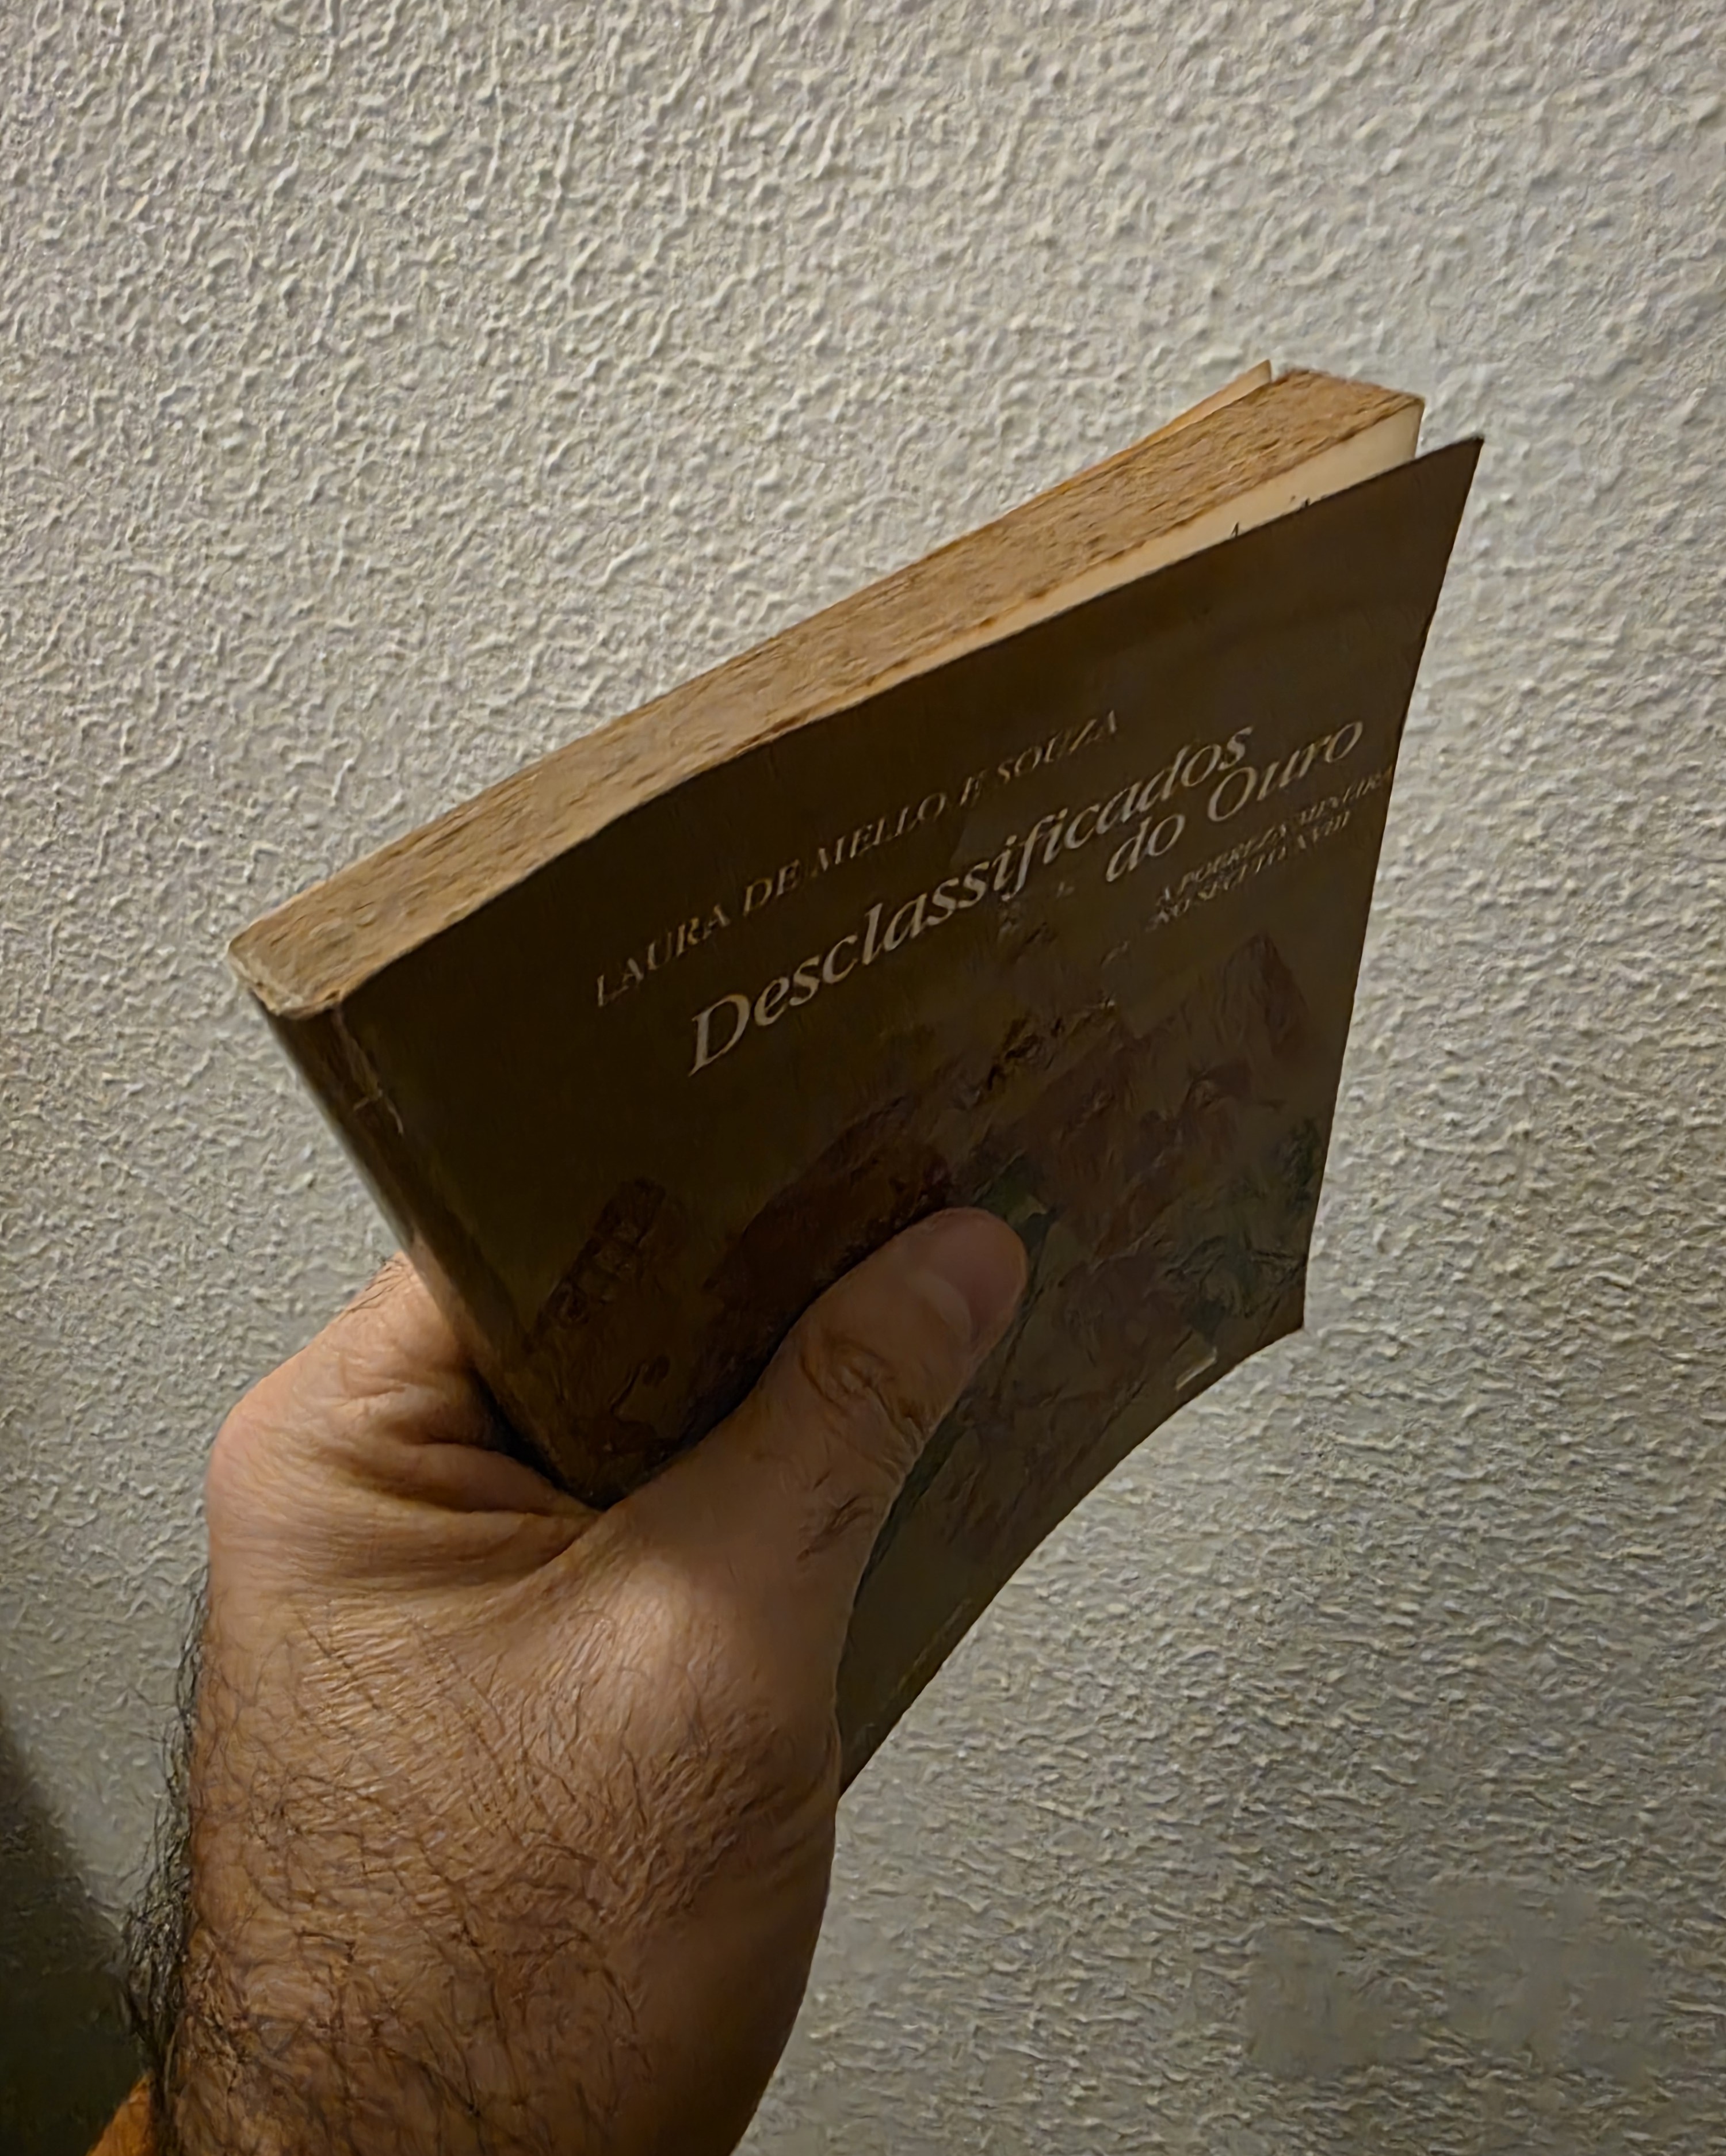 LAURA DE MELLO E SOUZA
Desclassificados
do Ouro
A POBREZA MINEIRA
NO SÉCULO XVIII